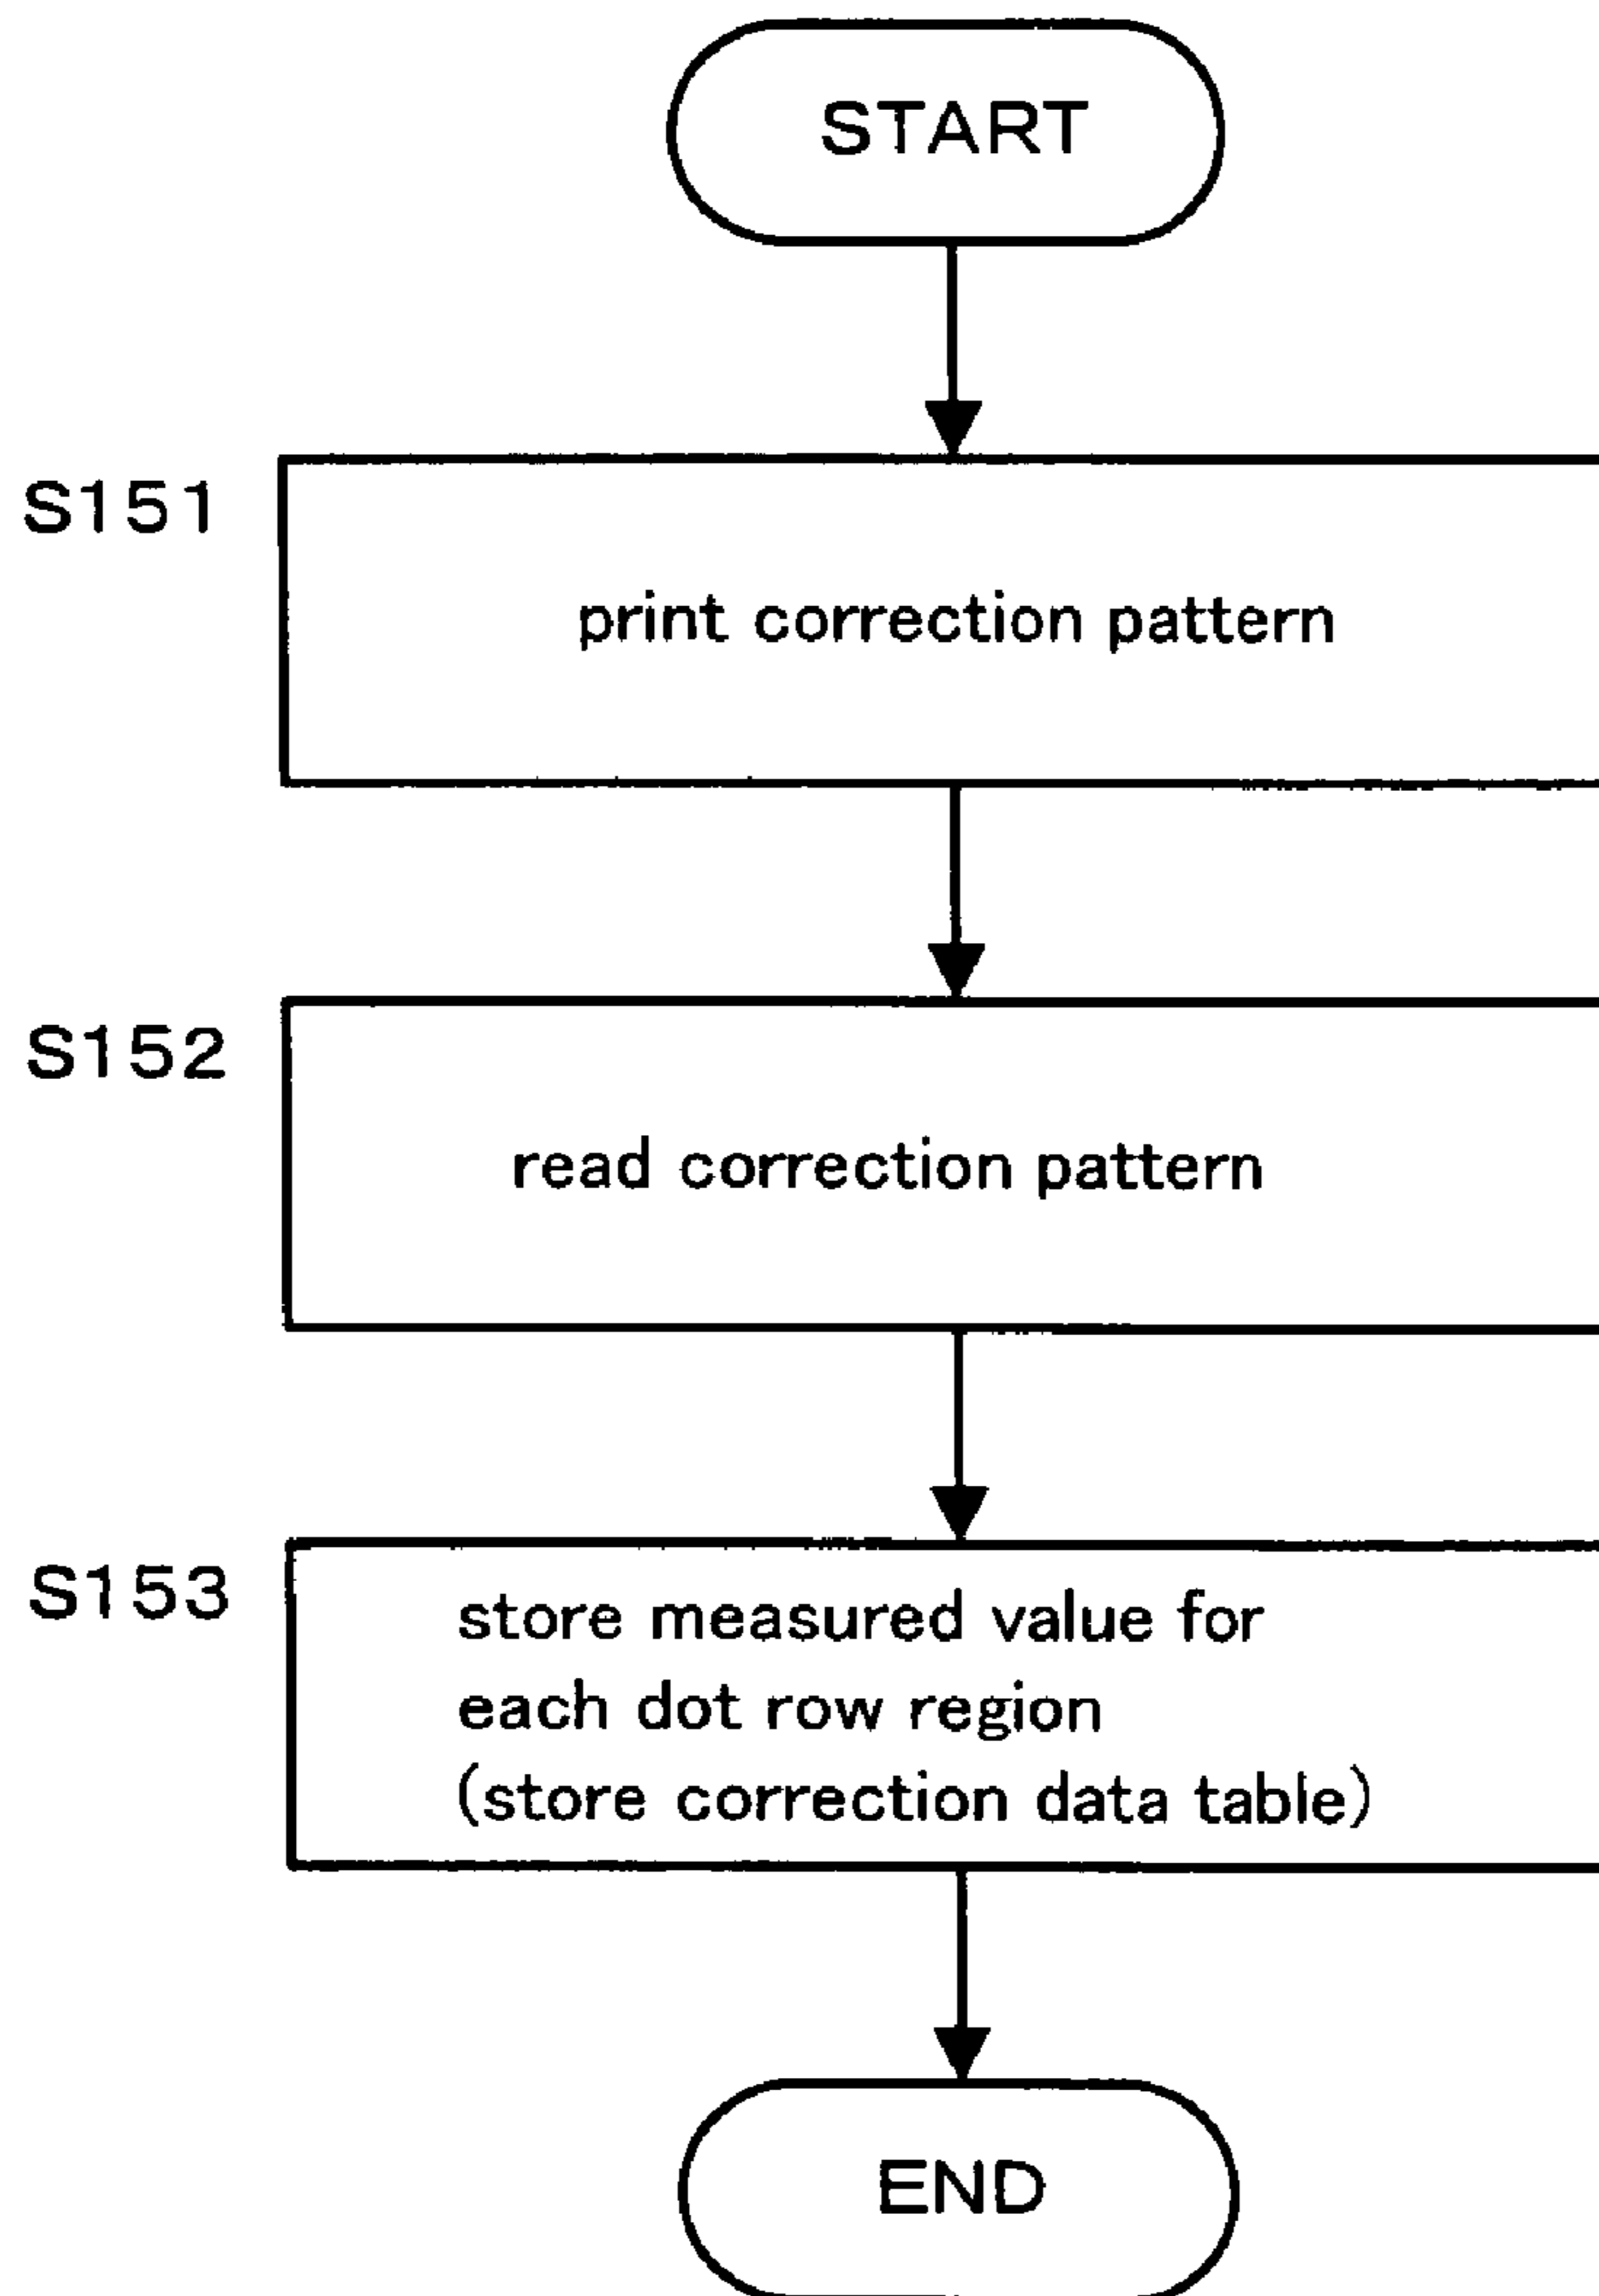 START
S151
print correction pattern
S152
read correction pattern
S153
store measured value for
each dot row region
(store correction data table)
END